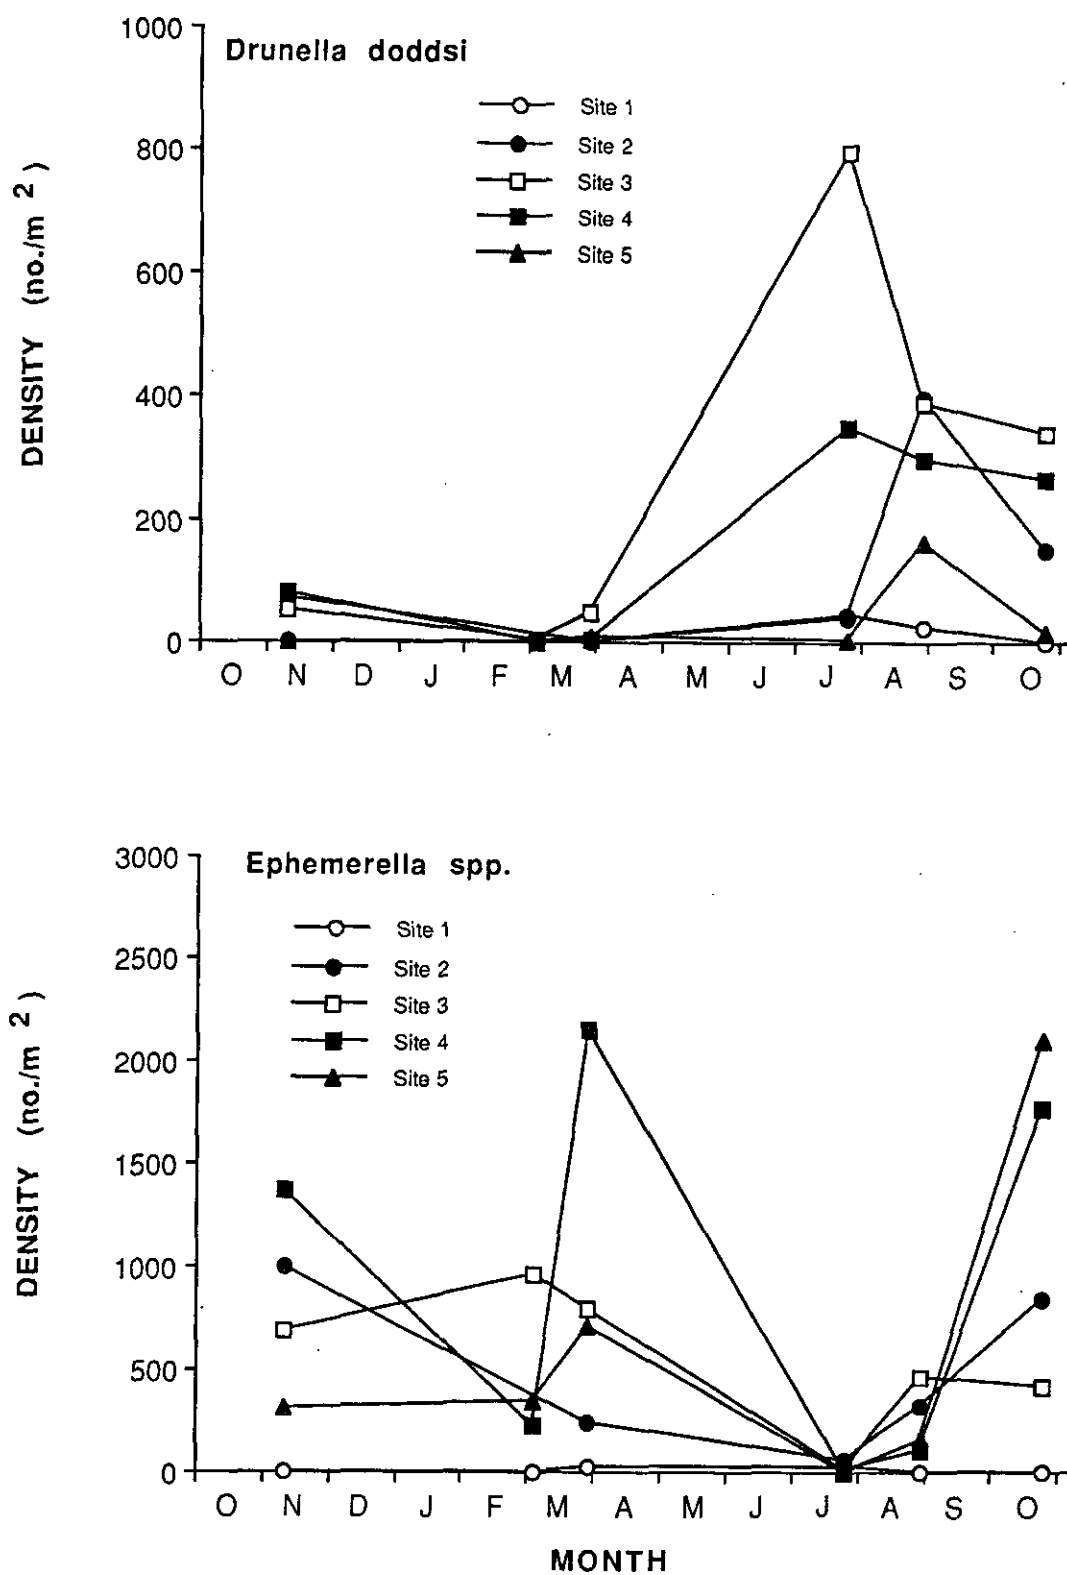 Drunella doddsi
Site 1
Site 2
Site 3
Site 4
Site 5
DENSITY (no./m 2 )
1000
800
600
400
200
0
O N D J F M A M J J A S O
Ephemerella spp.
Site 1
Site 2
Site 3
Site 4
Site 5
DENSITY (no./m 2 )
3000
2500
2000
1500
1000
500
0
O N D J F M A M J J A S O
MONTH